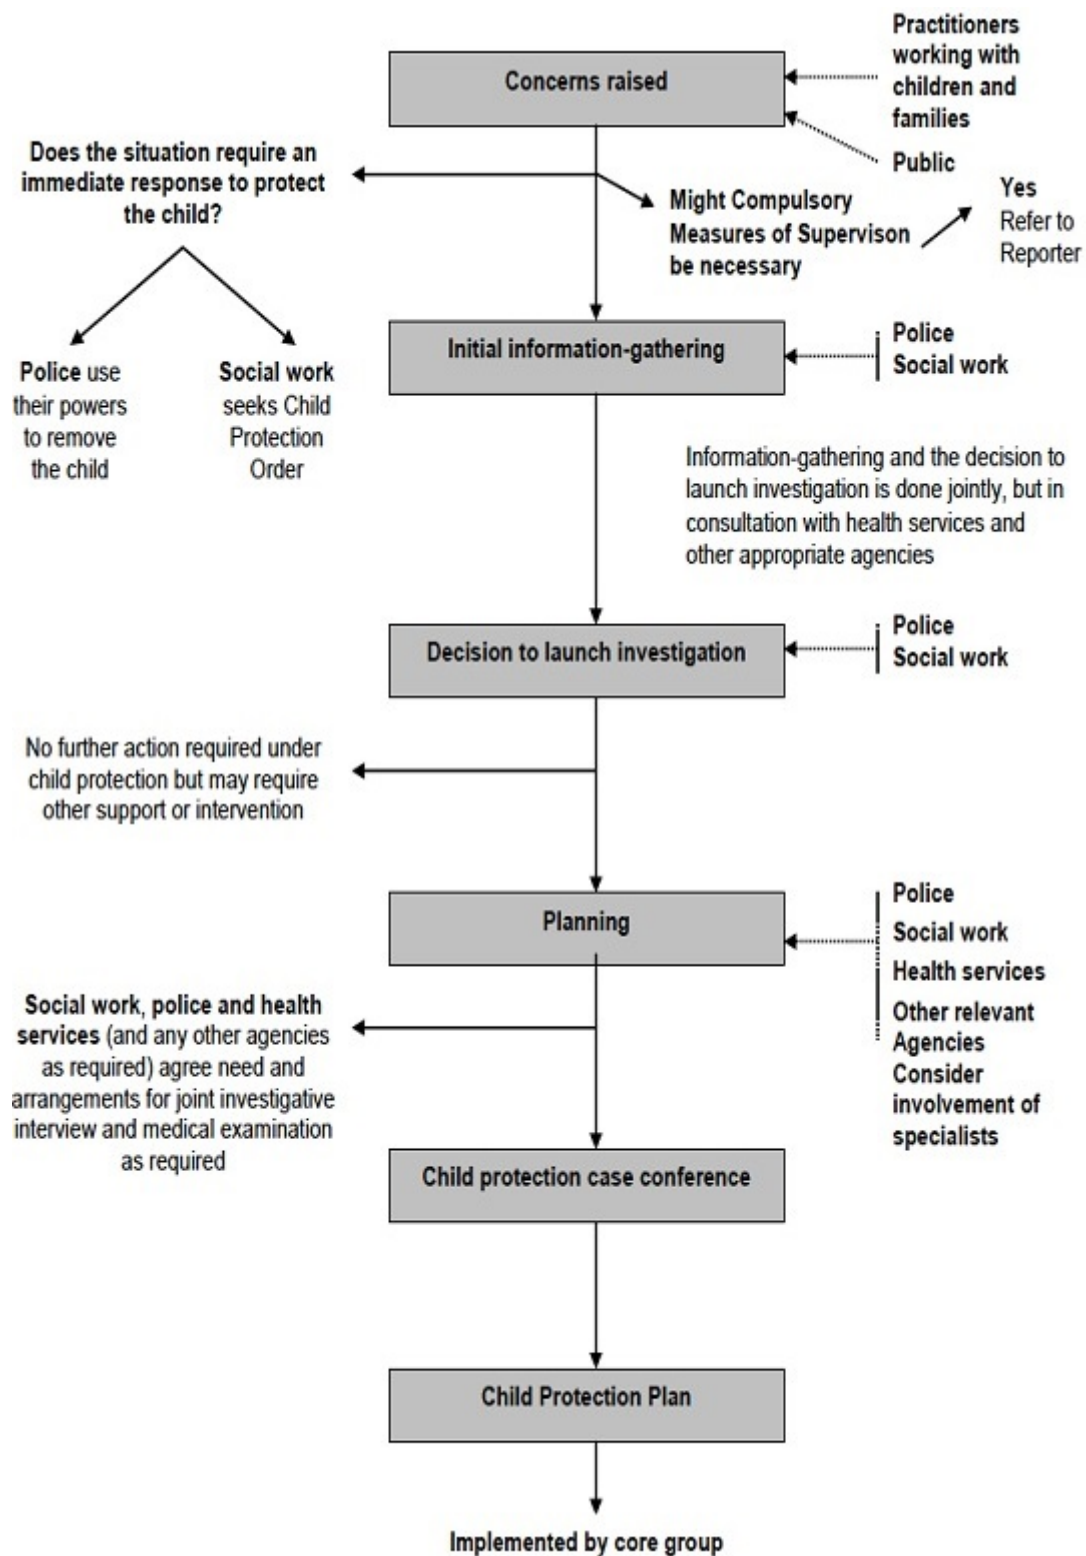 Practitioners
working with
children and
families
Concerns raised
Public
Does the situation require an
immediate response to protect
the child?
Might Compulsory
Measures of Supervison
be necessary
Yes
Refer to
Reporter
Police use
their powers
to remove
the child
Social work
seeks Child
Protection
Order
Initial information-gathering
Police
Social work
Information-gathering and the decision to
launch investigation is done jointly, but in
consultation with health services and
other appropriate agencies
Decision to launch investigation
Police
Social work
No further action required under
child protection but may require
other support or intervention
Planning
Police
Social work
Health services
Other relevant
Agencies
Consider
involvement of
specialists
Social work, police and health
services (and any other agencies
as required) agree need and
arrangements for joint investigative
interview and medical examination
as required
Child protection case conference
Child Protection Plan
Implemented by core group